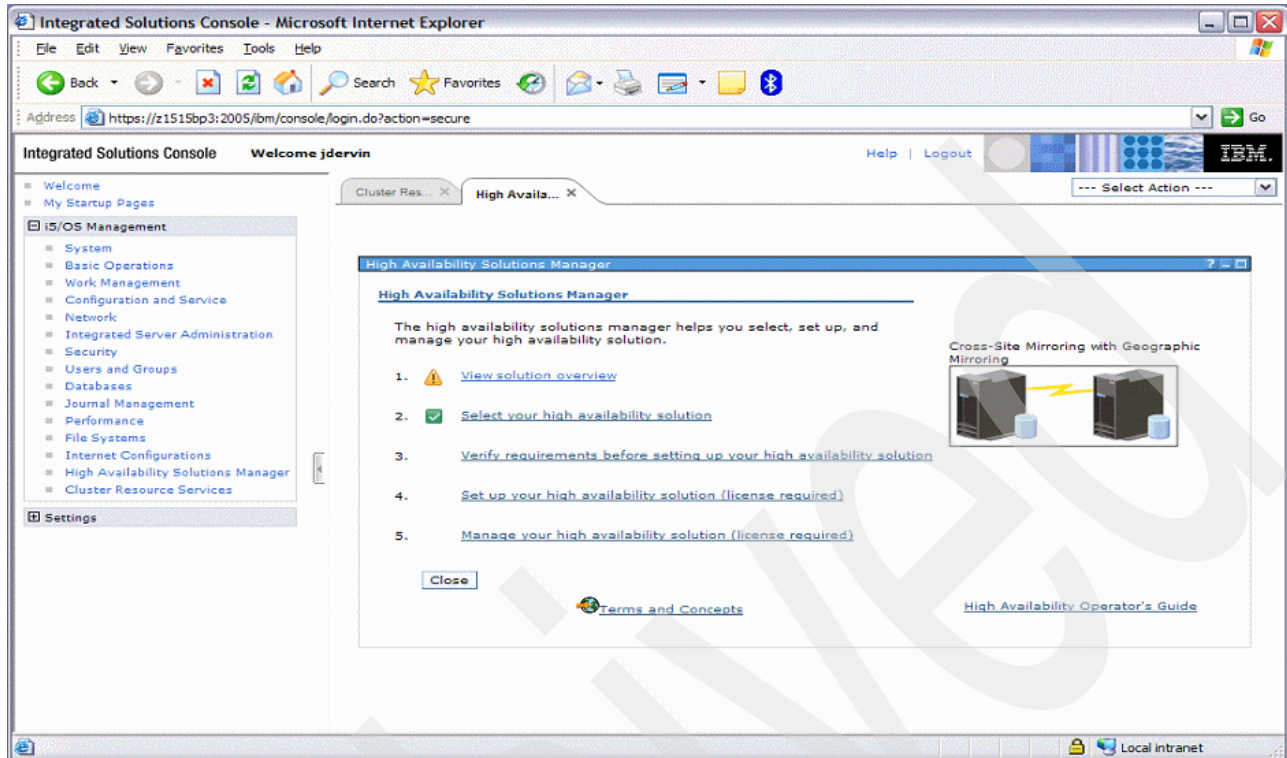 Integrated Solutions Console - Microsoft Internet Explorer
File Edit View Favorites Tools Help
Back Search Favorites
Address https://z1515bp3:2005/ibm/console/login.do?action=secure Go
Integrated Solutions Console Welcome jdervin Help | Logout IBM.
Welcome
My Startup Pages
Cluster Res... High Availa... --- Select Action ---
i5/OS Management
System
Basic Operations
Work Management
Configuration and Service
Network
Integrated Server Administration
Security
Users and Groups
Databases
Journal Management
Performance
File Systems
Internet Configurations
High Availability Solutions Manager
Cluster Resource Services
Settings
High Availability Solutions Manager
High Availability Solutions Manager
The high availability solutions manager helps you select, set up, and
manage your high availability solution.
Cross-Site Mirroring with Geographic
Mirroring
1. View solution overview
2. Select your high availability solution
3. Verify requirements before setting up your high availability solution
4. Set up your high availability solution (license required)
5. Manage your high availability solution (license required)
Close
Terms and Concepts High Availability Operator's Guide
Local intranet